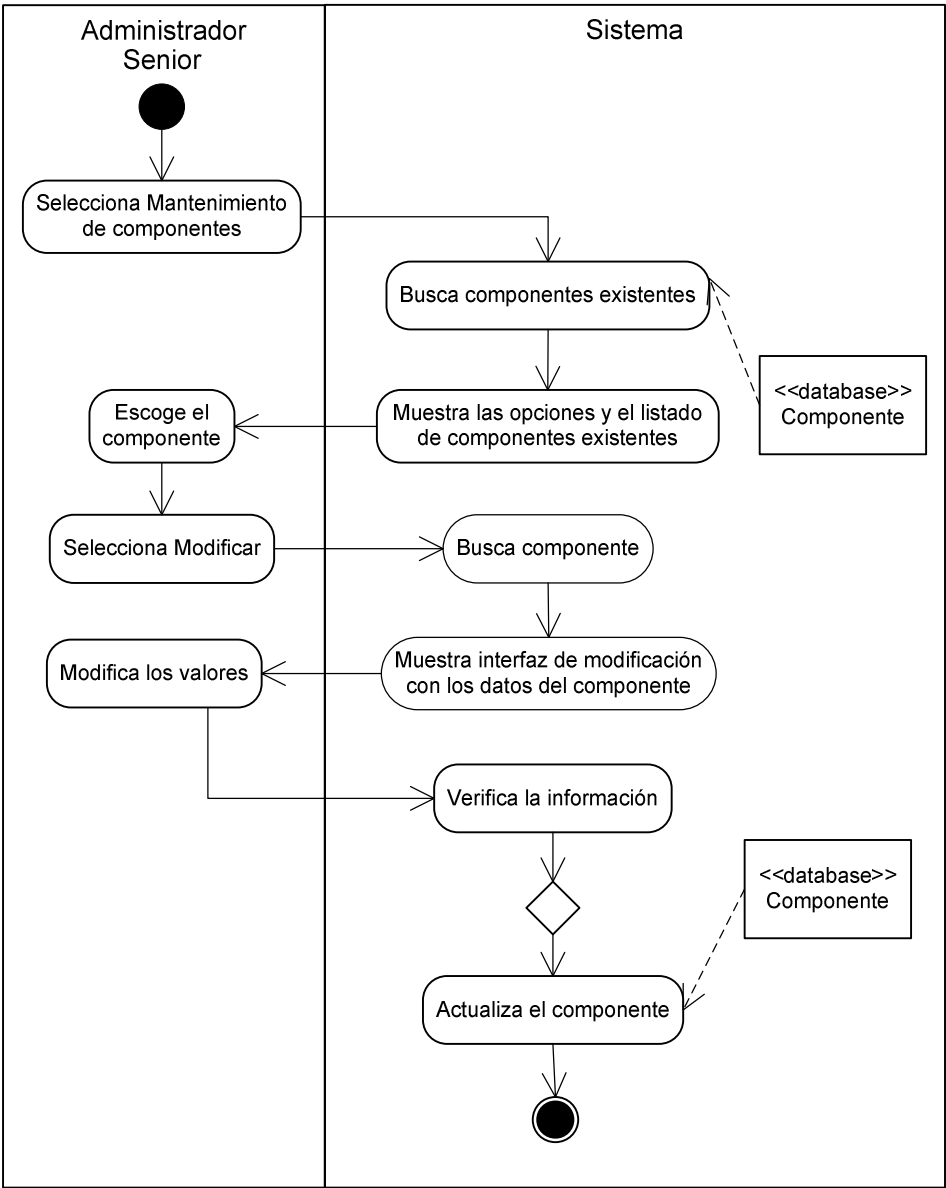 Administrador
Senior
Sistema
Selecciona Mantenimiento
de componentes
Busca componentes existentes
<<database>>
Componente
Muestra las opciones y el listado
de componentes existentes
Escoge el
componente
Selecciona Modificar
Busca componente
Muestra interfaz de modificación
con los datos del componente
Modifica los valores
Verifica la información
<<database>>
Componente
Actualiza el componente